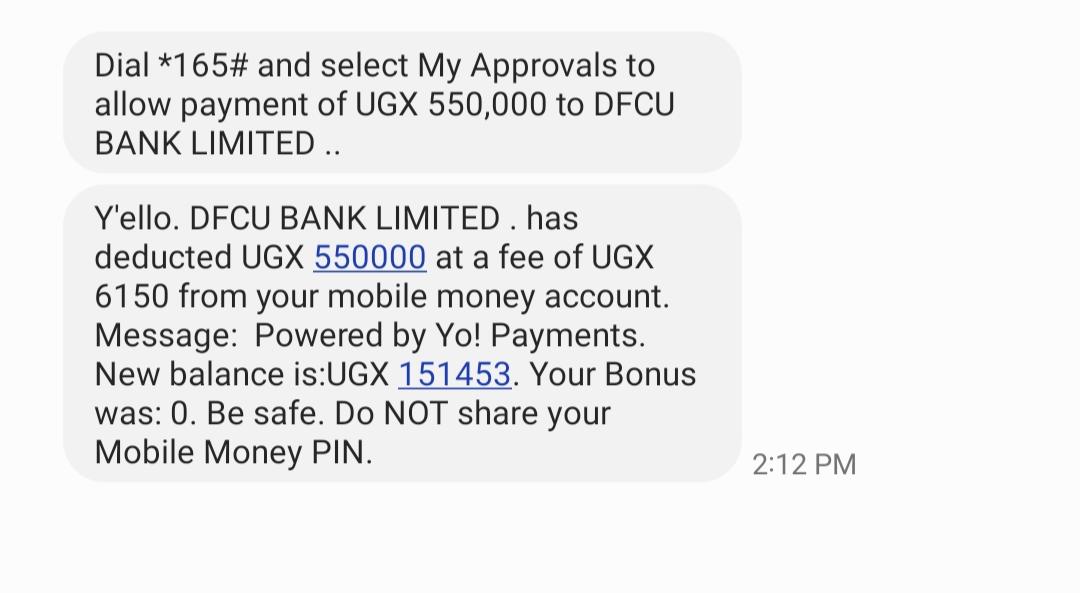 Dial *165# and select My Approvals to
allow payment of UGX 550,000 to DFCU
BANK LIMITED ..
Y'ello. DFCU BANK LIMITED . has
deducted UGX 550000 at a fee of UGX
6150 from your mobile money account.
Message:  Powered by Yo! Payments.
New balance is:UGX 151453. Your Bonus
was: 0. Be safe. Do NOT share your
Mobile Money PIN.
2:12 PM